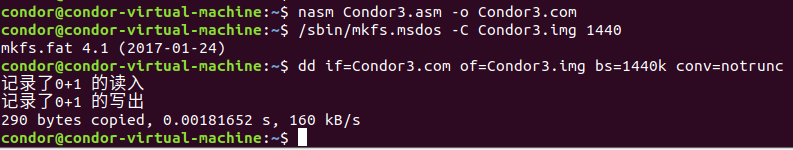 condor@condor-virtual-machine:~$ nasm Condor3.asm -o Condor3.com
condor@condor-virtual-machine:~$ /sbin/mkfs.msdos -C Condor3.img 1440
mkfs.fat 4.1 (2017-01-24)
condor@condor-virtual-machine:~$ dd if=Condor3.com of=Condor3.img bs=1440k conv=notrunc
记录了0+1 的读入
记录了0+1 的写出
290 bytes copied, 0.00181652 s, 160 kB/s
condor@condor-virtual-machine:~$